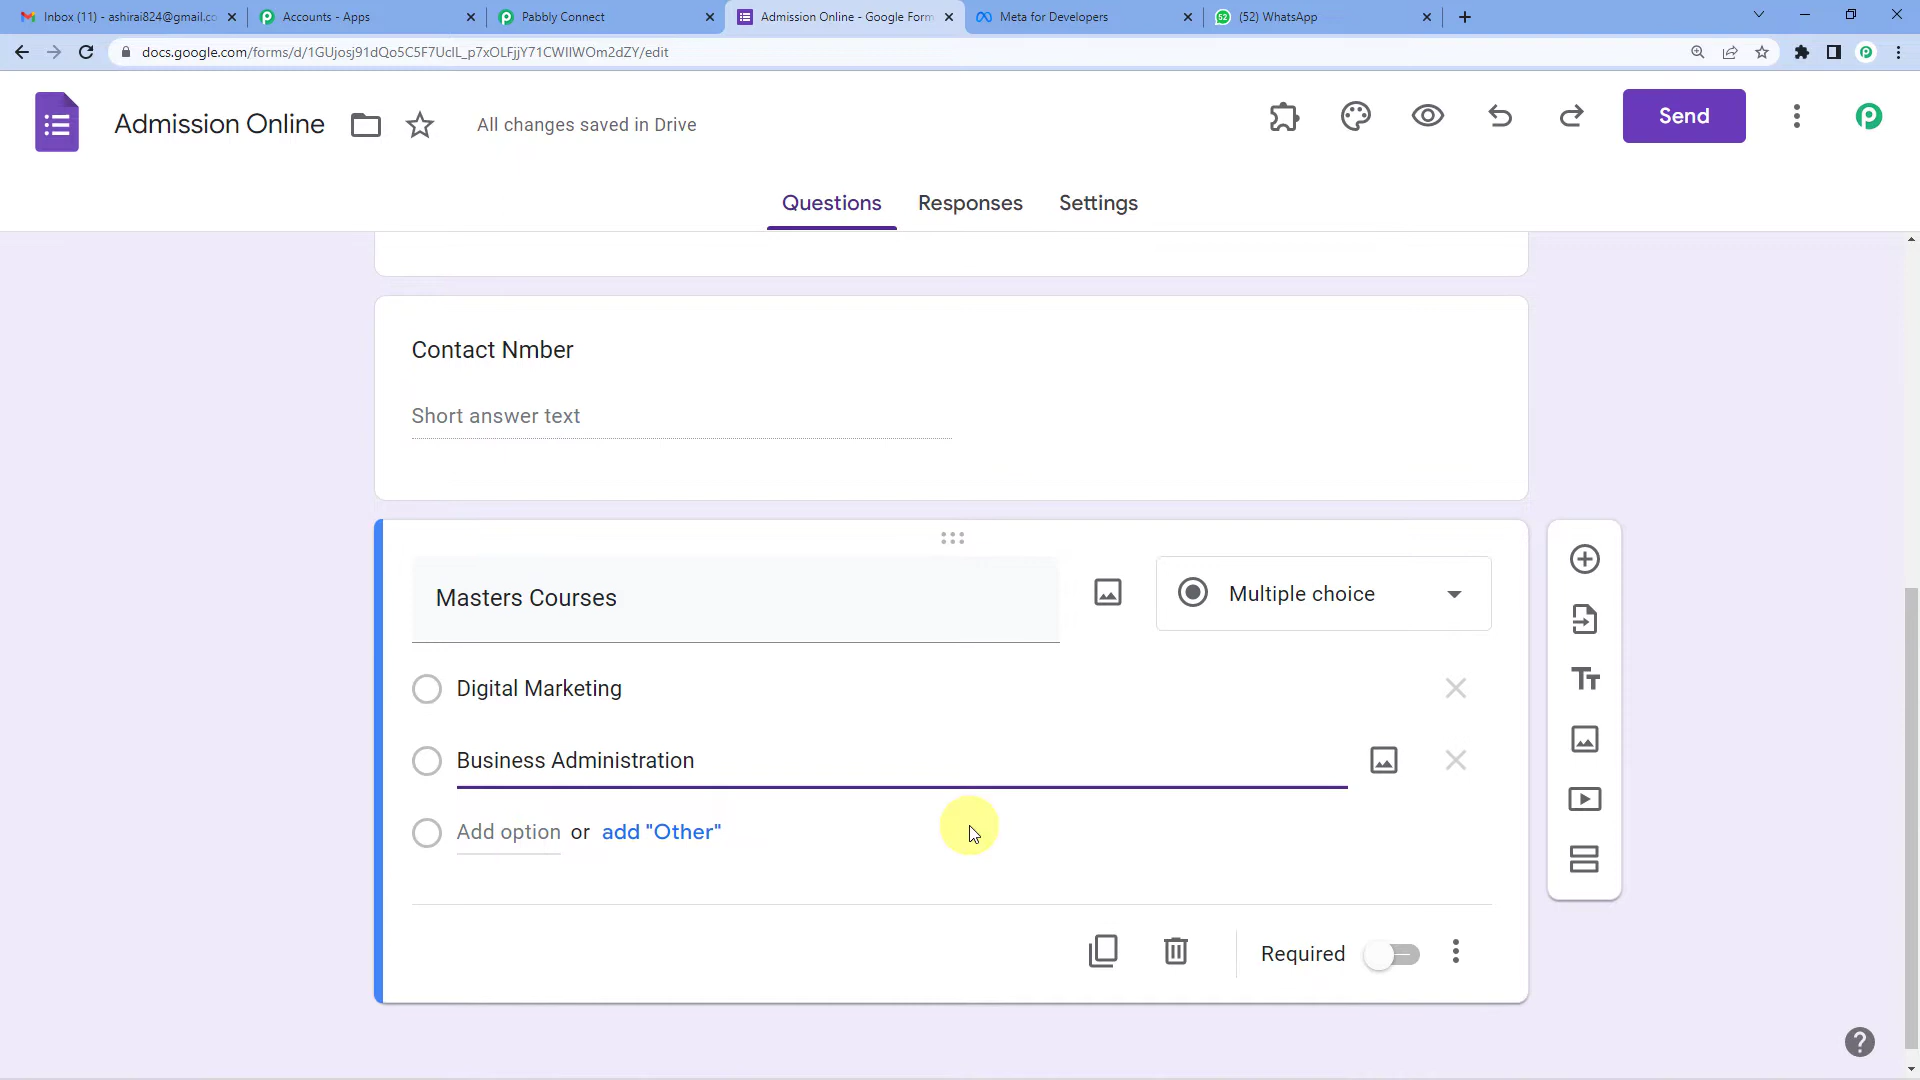 Inbox (11) - ashirai824@gmail.co
Accounts - Apps
Pabbly Connect
Admission Online - Google Form
Meta for Developers
(52) WhatsApp
docs.google.com/forms/d/1GUjosj91dQo5C5F7UclL_p7xOLFjjY71CWIlWOm2dZY/edit
Admission Online
All changes saved in Drive
Send
Questions
Responses
Settings
Contact Nmber
Short answer text
Masters Courses
Multiple choice
Digital Marketing
Business Administration
Add option or add "Other"
Required